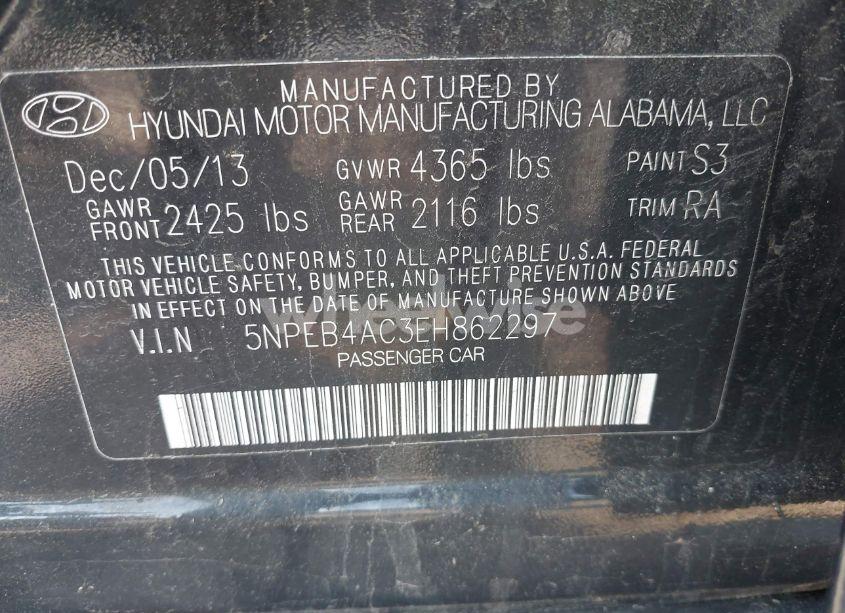 MANUFACTURED BY
HYUNDAI MOTOR MANUFACTURING ALABAMA, LLC
Dec/05/13 GVWR 4365 lbs PAINT S3
GAWR FRONT 2425 lbs GAWR REAR 2116 lbs TRIM RA
THIS VEHICLE CONFORMS TO ALL APPLICABLE U.S.A. FEDERAL
MOTOR VEHICLE SAFETY, BUMPER, AND THEFT PREVENTION STANDARDS
IN EFFECT ON THE DATE OF MANUFACTURE SHOWN ABOVE
wheelwise
V.I.N 5NPEB4AC3EH862297
PASSENGER CAR